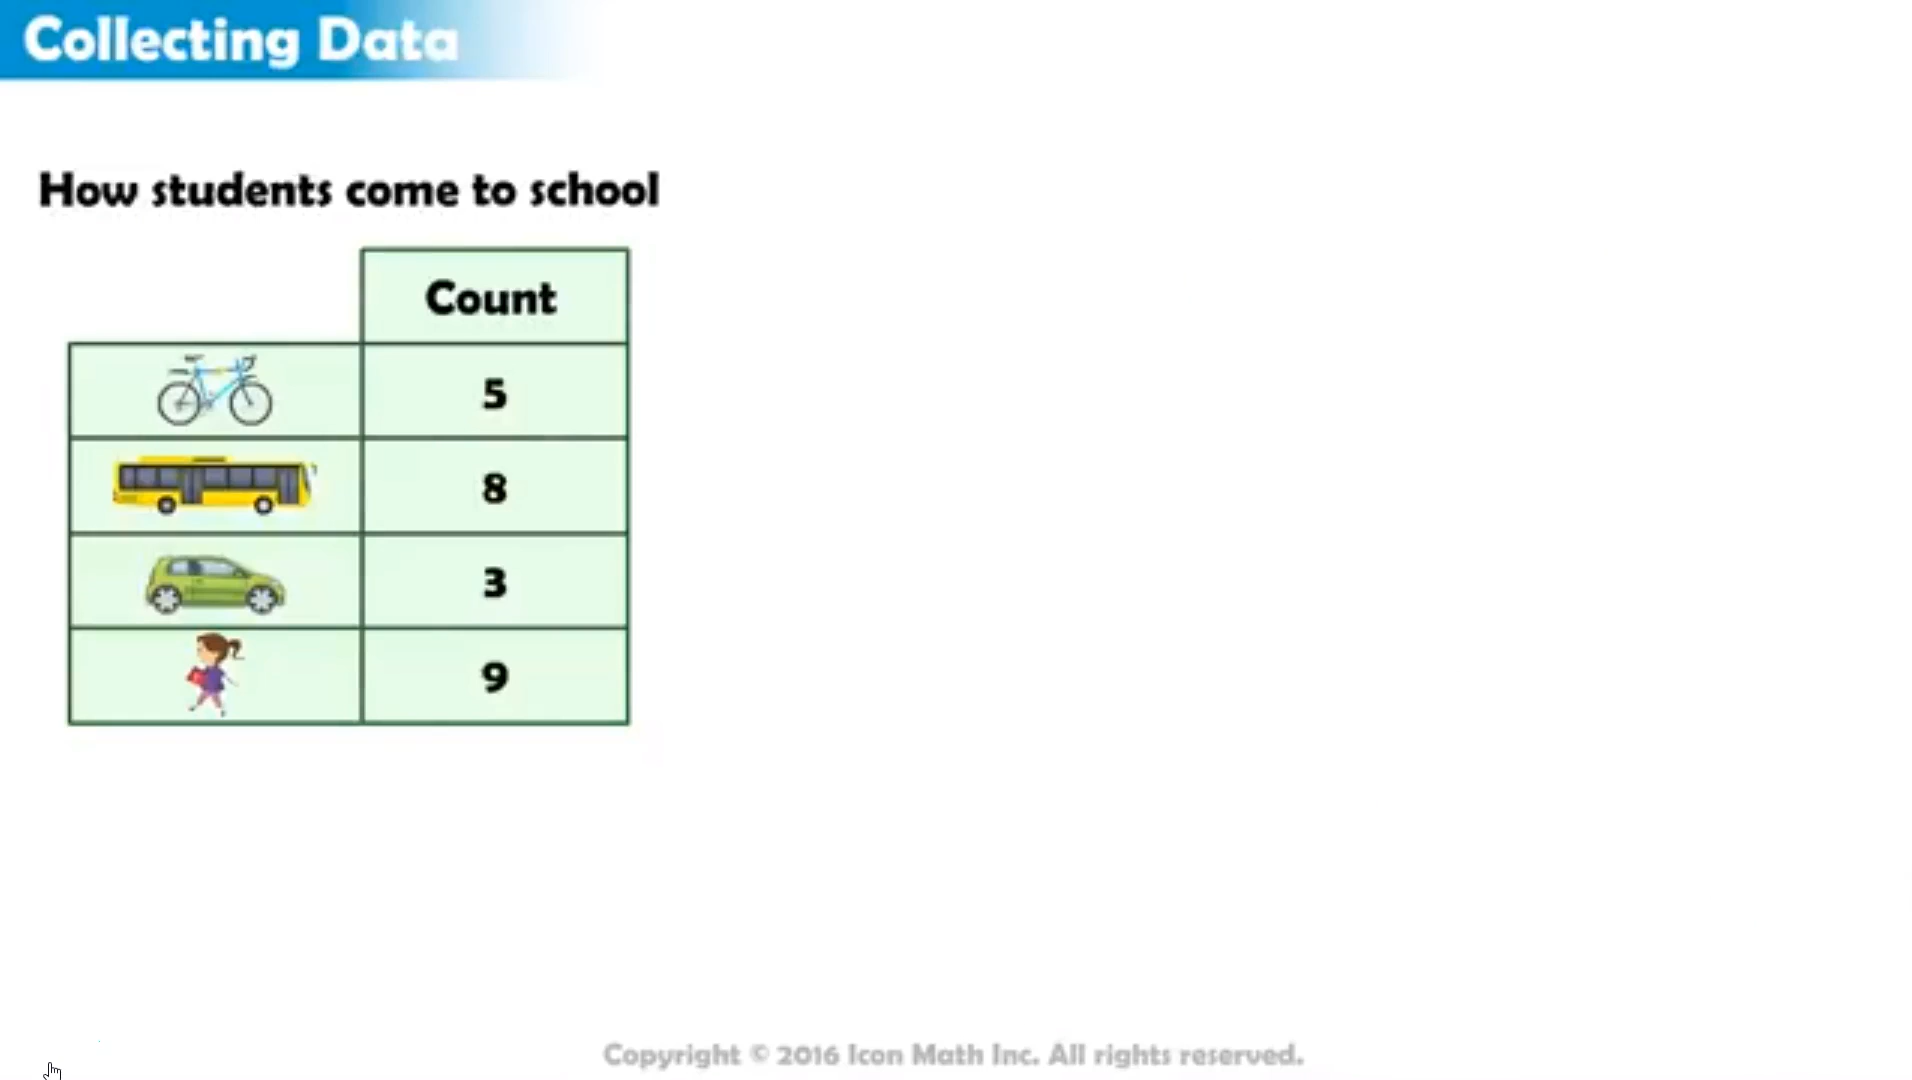 Collecting Data
How students come to school
Count
5
8
3
9
Copyright © 2016 Icon Math Inc. All rights reserved.